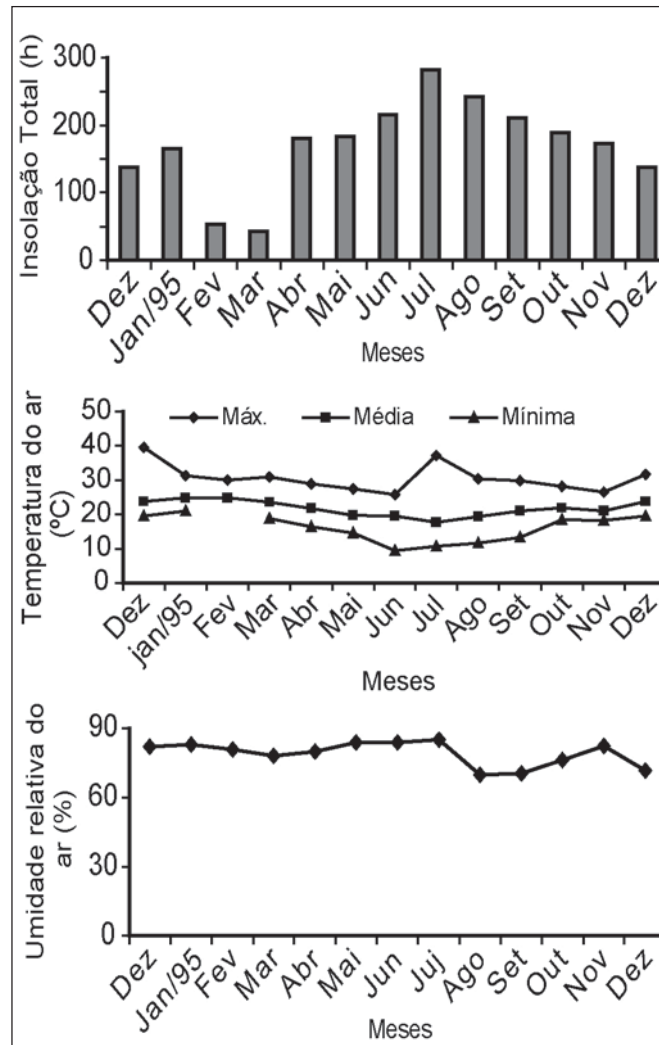 Insolação Total (h)
300
200
100
0
Dez Jan/95 Fev Mar Abr Mai Jun Jul Ago Set Out Nov Dez
Meses
Temperatura do ar
(ºC)
50
40
30
20
10
0
Máx. Média Mínima
Dez jan/95 Fev Mar Abr Mai Jun Jul Ago Set Out Nov Dez
Meses
Umidade relativa do
ar (%)
90
60
30
0
Dez Jan/95 Fev Mar Abr Mai Jun Juj Ago Set Out Nov Dez
Meses